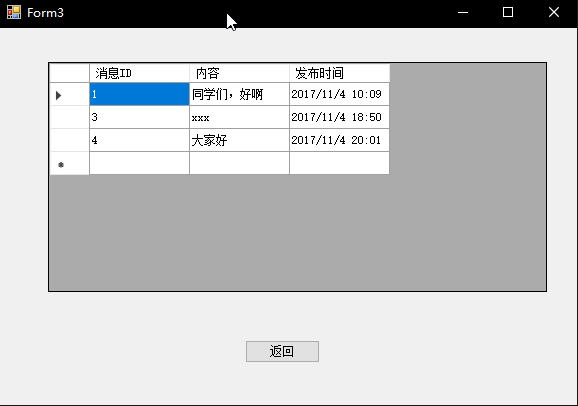 Form3
消息ID 内容 发布时间
1 同学们，好啊 2017/11/4 10:09
3 xxx 2017/11/4 18:50
4 大家好 2017/11/4 20:01
返回